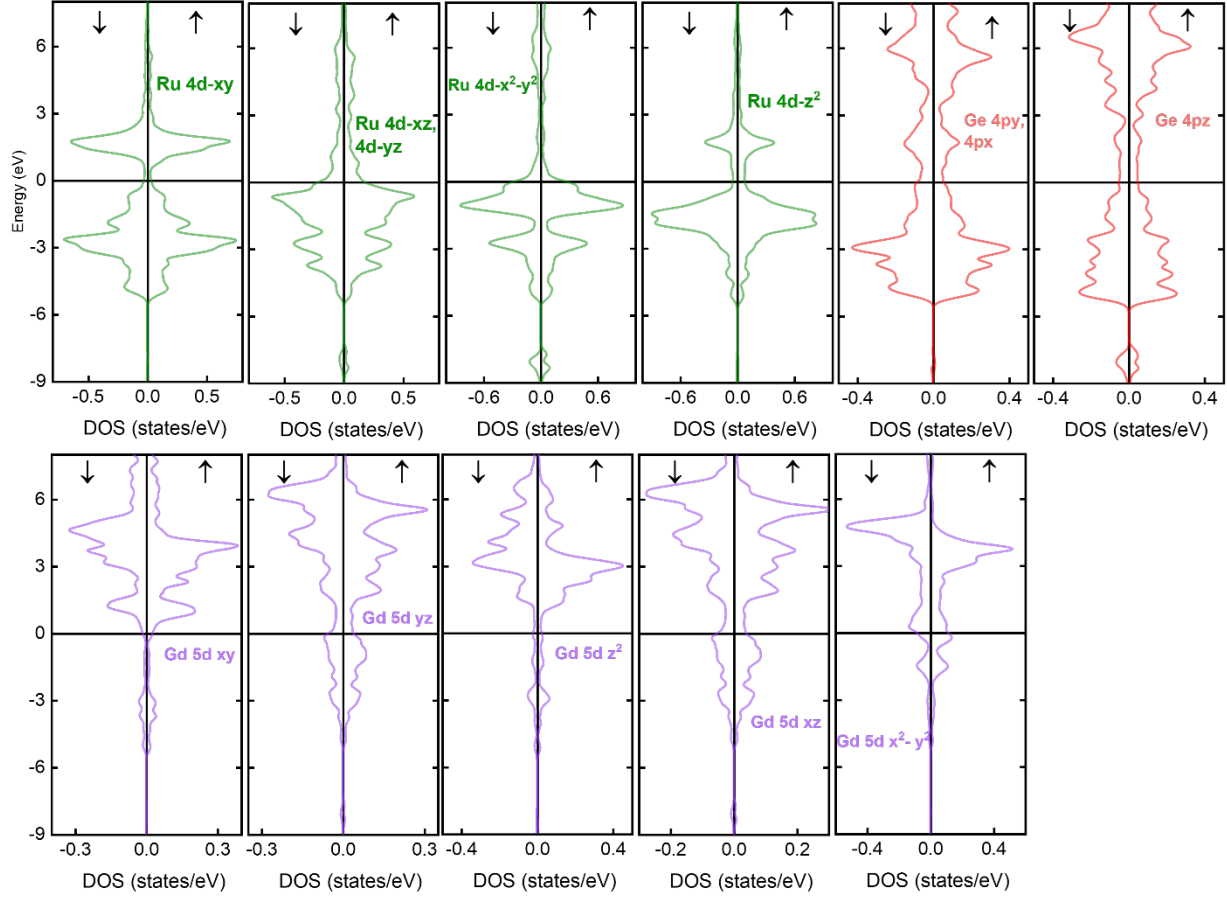 ↓ ↑ ↓ ↑ ↓ ↑ ↓ ↑ ↓ ↑ ↓ ↑
Energy (eV)
6
3
0
-3
-6
-9
Ru 4d-xy
Ru 4d-xz,
4d-yz
Ru 4d-x²-y²
Ru 4d-z²
Ge 4py,
4px
Ge 4pz
-0.5 0.0 0.5
-0.5 0.0 0.5
-0.6 0.0 0.6
-0.6 0.0 0.6
-0.4 0.0 0.4
-0.4 0.0 0.4
DOS (states/eV)
DOS (states/eV)
DOS (states/eV)
DOS (states/eV)
DOS (states/eV)
DOS (states/eV)
↓ ↑ ↓ ↑ ↓ ↑ ↓ ↑ ↓ ↑
6
3
0
-3
-6
-9
Gd 5d xy
Gd 5d yz
Gd 5d z²
Gd 5d xz
Gd 5d x²- y²
-0.3 0.0 0.3
-0.3 0.0 0.3
-0.4 0.0 0.4
-0.2 0.0 0.2
-0.4 0.0 0.4
DOS (states/eV)
DOS (states/eV)
DOS (states/eV)
DOS (states/eV)
DOS (states/eV)